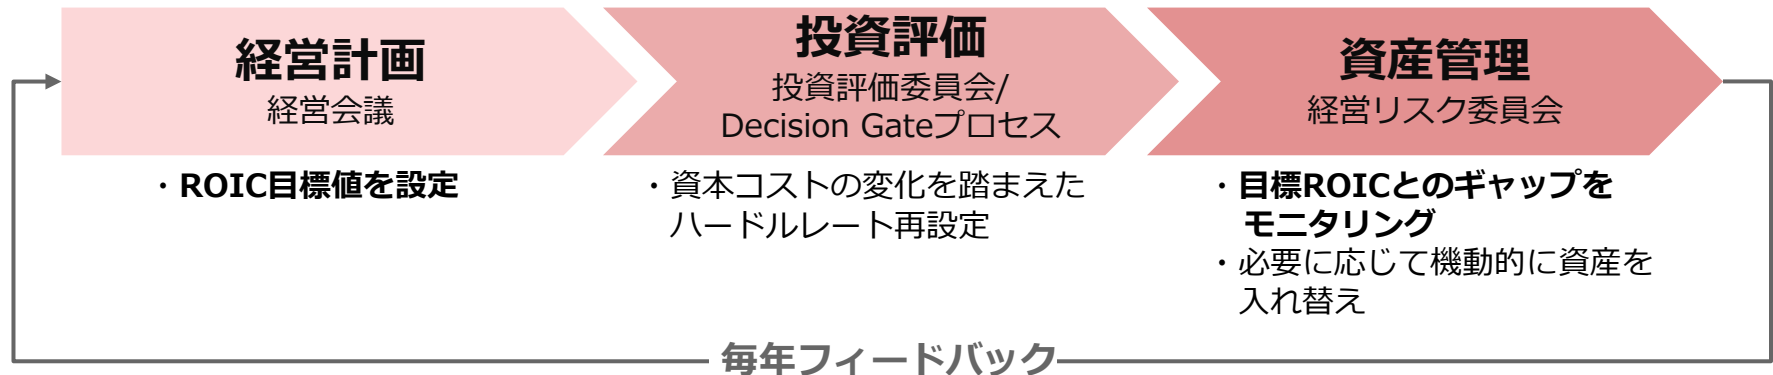 経営計画
経営会議
・ROIC目標値を設定
投資評価
投資評価委員会/
Decision Gateプロセス
・資本コストの変化を踏まえた
ハードルレート再設定
資産管理
経営リスク委員会
・目標ROICとのギャップを
モニタリング
・必要に応じて機動的に資産を
入れ替え
毎年フィードバック